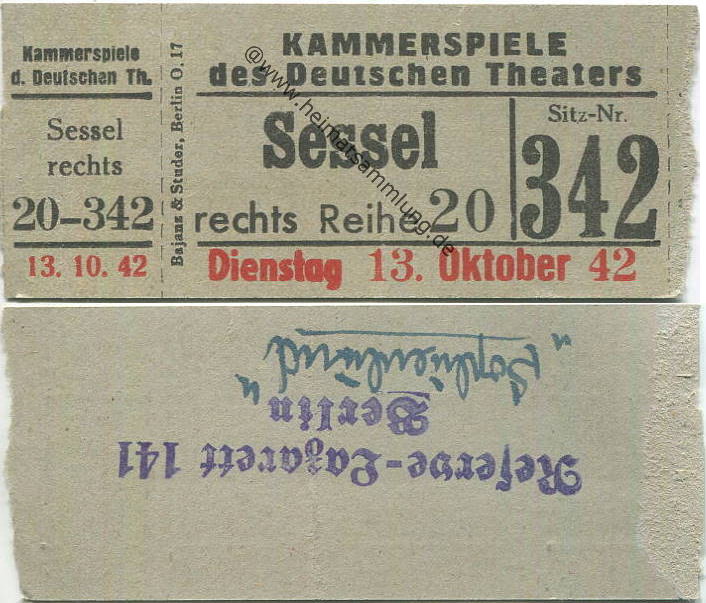 Kammerspiele
d. Deutschen Th.
Sessel
rechts
20–342
13. 10. 42
Bajanz & Studer, Berlin O. 17
KAMMERSPIELE
des Deutschen Theaters
Sessel
rechts Reihe 20
Sitz-Nr.
342
Dienstag 13. Oktober 42
@www.heimatsammlung.de
Reserve-Lazarett 141
Berlin